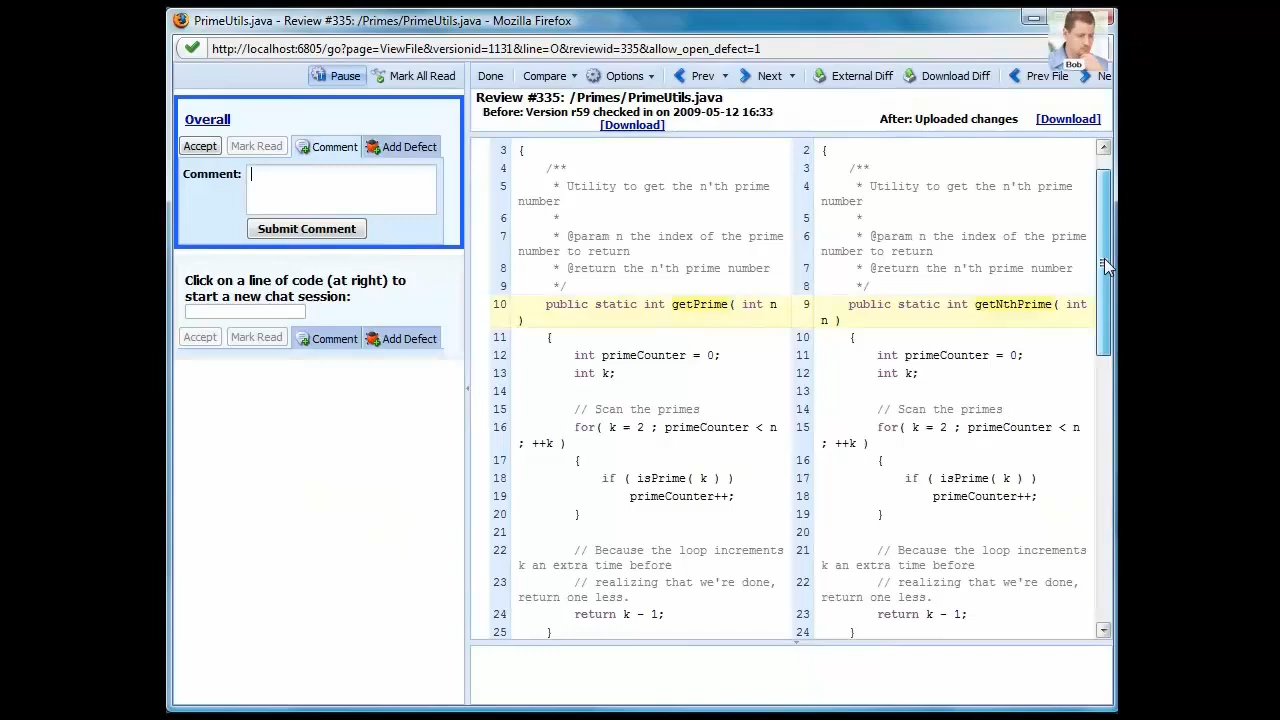 PrimeUtils.java - Review #335: /Primes/PrimeUtils.java - Mozilla Firefox
http://localhost:6805/go?page=ViewFile&versionid=1131&line=0&reviewid=335&allow_open_defect=1
Bob
Pause Mark All Read
Done Compare Options Prev Next External Diff Download Diff Prev File Ne
Overall
Accept Mark Read Comment Add Defect
Comment:
Submit Comment
Click on a line of code (at right) to
start a new chat session:
Accept Mark Read Comment Add Defect
Review #335: /Primes/PrimeUtils.java
Before: Version r59 checked in on 2009-05-12 16:33
[Download]
After: Uploaded changes [Download]
3 {
4 /**
5 * Utility to get the n'th prime
number
6 *
7 * @param n the index of the prime
number to return
8 * @return the n'th prime number
9 */
10 public static int getPrime( int n
)
11 {
12 int primeCounter = 0;
13 int k;
14
15 // Scan the primes
16 for( k = 2 ; primeCounter < n
; ++k )
17 {
18 if ( isPrime( k ) )
19 primeCounter++;
20 }
21
22 // Because the loop increments
k an extra time before
23 // realizing that we're done,
return one less.
24 return k - 1;
25 }
2 {
3 /**
4 * Utility to get the n'th prime
number
5 *
6 * @param n the index of the prime
number to return
7 * @return the n'th prime number
8 */
9 public static int getNthPrime( int
n )
10 {
11 int primeCounter = 0;
12 int k;
13
14 // Scan the primes
15 for( k = 2 ; primeCounter < n
; ++k )
16 {
17 if ( isPrime( k ) )
18 primeCounter++;
19 }
20
21 // Because the loop increments
k an extra time before
22 // realizing that we're done,
return one less.
23 return k - 1;
24 }